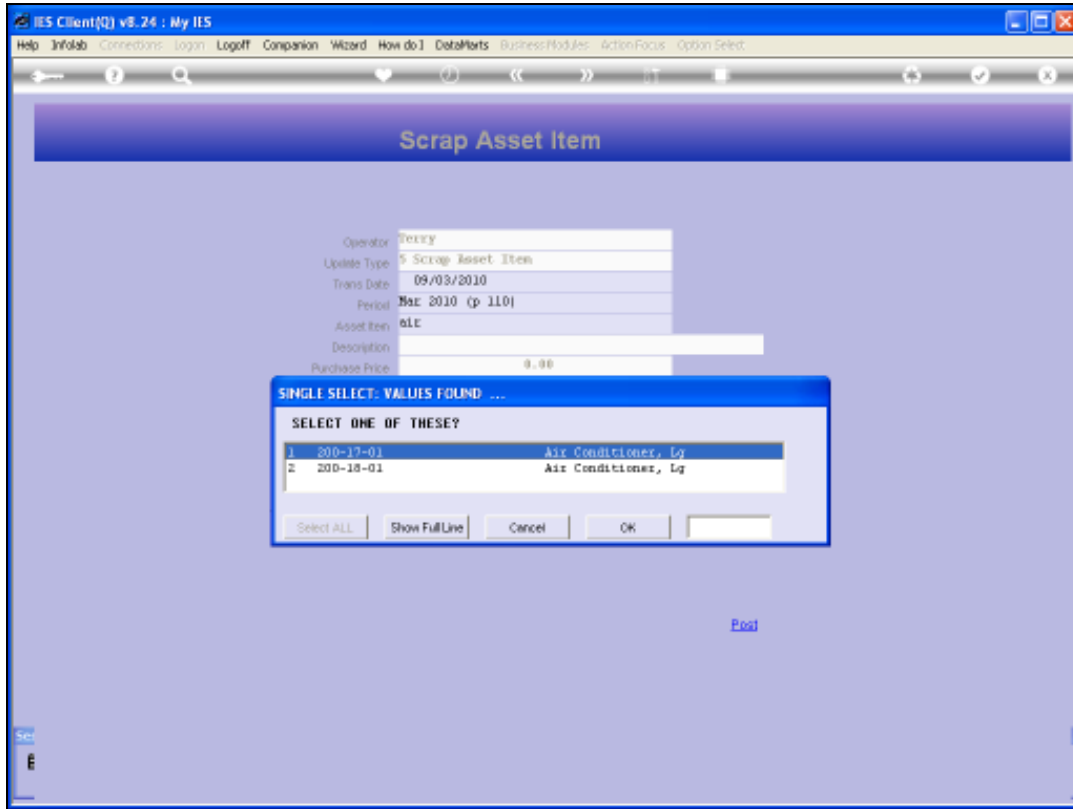 IES Client(Q) v8.24 : My IES
Help Infolab Connections Logon Logoff Companion Wizard How do I DataMarts Business Modules Action Focus Option Select
Scrap Asset Item
Operator Terry
Update Type 5 Scrap Asset Item
Trans Date 09/03/2010
Period Mar 2010 (p 110)
Asset Item air
Description
Purchase Price 0.00
SINGLE SELECT: VALUES FOUND ...
SELECT ONE OF THESE?
1 200-17-01 Air Conditioner, Lg
2 200-18-01 Air Conditioner, Lg
Select ALL Show Full Line Cancel OK
Post